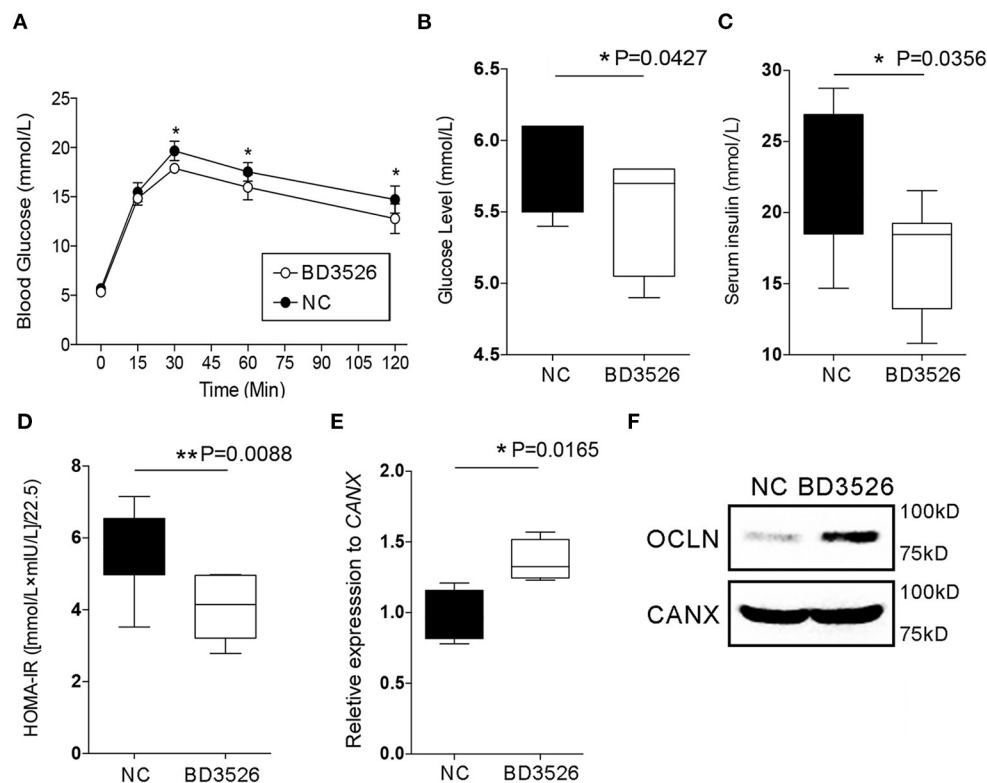 A
Blood Glucose (mmol/L)
25
20
15
10
5
0
*
*
*
BD3526
NC
0 15 30 45 60 75 90 105 120
Time (Min)
B
* P=0.0427
Glucose Level (mmol/L)
6.5
6.0
5.5
5.0
4.5
NC BD3526
C
* P=0.0356
Serum insulin (mmol/L)
30
25
20
15
10
NC BD3526
D
**P=0.0088
HOMA-IR ([mmol/L×mIU/L]/22.5)
8
6
4
2
0
NC BD3526
E
* P=0.0165
Reletive expresssion to CANX
2.0
1.5
1.0
0.5
0.0
NC BD3526
F
NC BD3526
OCLN
100kD
75kD
CANX
100kD
75kD